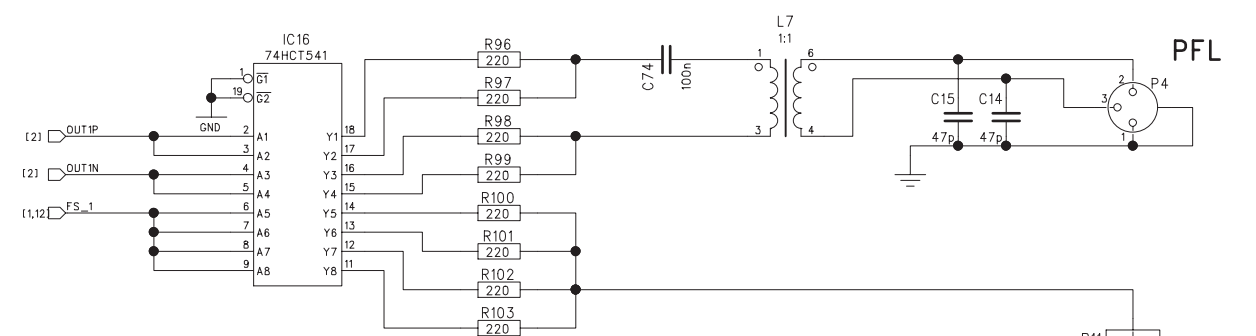 L7
1:1
PFL
IC16
74HCT541
R96
220
R97
220
R98
220
R99
220
R100
220
R101
220
R102
220
R103
220
C74
100n
1
6
3
4
C15
47p
C14
47p
P4
2
3
1
1
G1
19
G2
GND
[2] OUT1P
[2] OUT1N
[1,12] FS_1
2 A1 Y1 18
3 A2 Y2 17
4 A3 Y3 16
5 A4 Y4 15
6 A5 Y5 14
7 A6 Y6 13
8 A7 Y7 12
9 A8 Y8 11